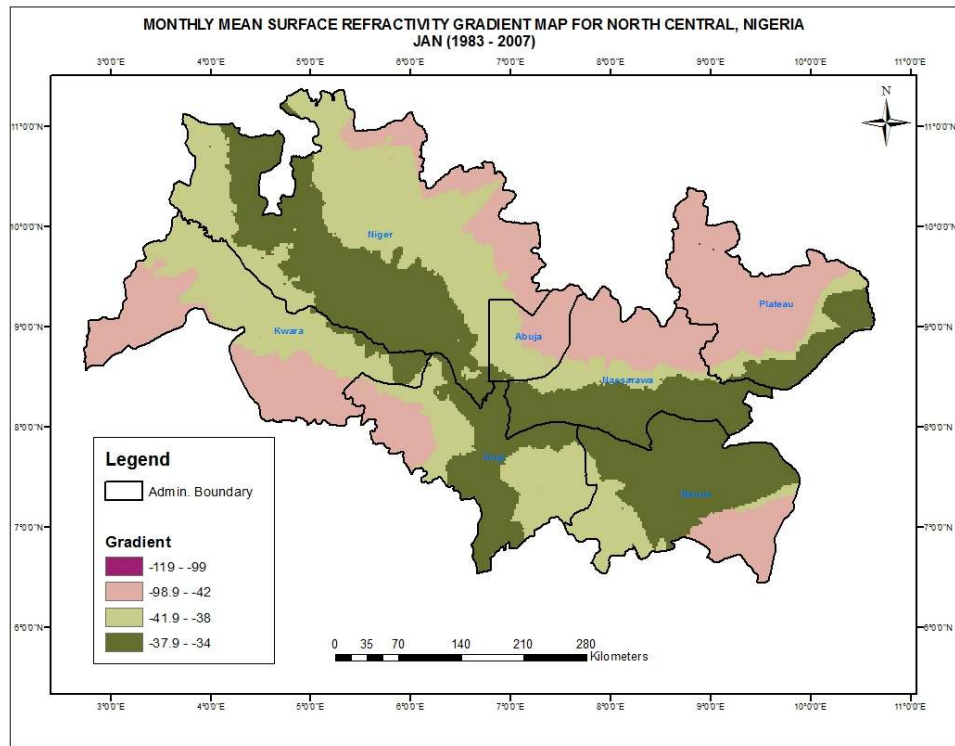 MONTHLY MEAN SURFACE REFRACTIVITY GRADIENT MAP FOR NORTH CENTRAL, NIGERIA
JAN (1983 - 2007)
3°0'0"E 4°0'0"E 5°0'0"E 6°0'0"E 7°0'0"E 8°0'0"E 9°0'0"E 10°0'0"E 11°0'0"E
N
11°0'0"N 11°0'0"N
10°0'0"N 10°0'0"N
Niger
Plateau
9°0'0"N 9°0'0"N
Kwara
Abuja
Nassarawa
8°0'0"N 8°0'0"N
Kogi
Benue
7°0'0"N 7°0'0"N
6°0'0"N 6°0'0"N
Legend
Admin. Boundary
Gradient
-119 - -99
-98.9 - -42
-41.9 - -38
-37.9 - -34
0 35 70 140 210 280
Kilometers
3°0'0"E 4°0'0"E 5°0'0"E 6°0'0"E 7°0'0"E 8°0'0"E 9°0'0"E 10°0'0"E 11°0'0"E